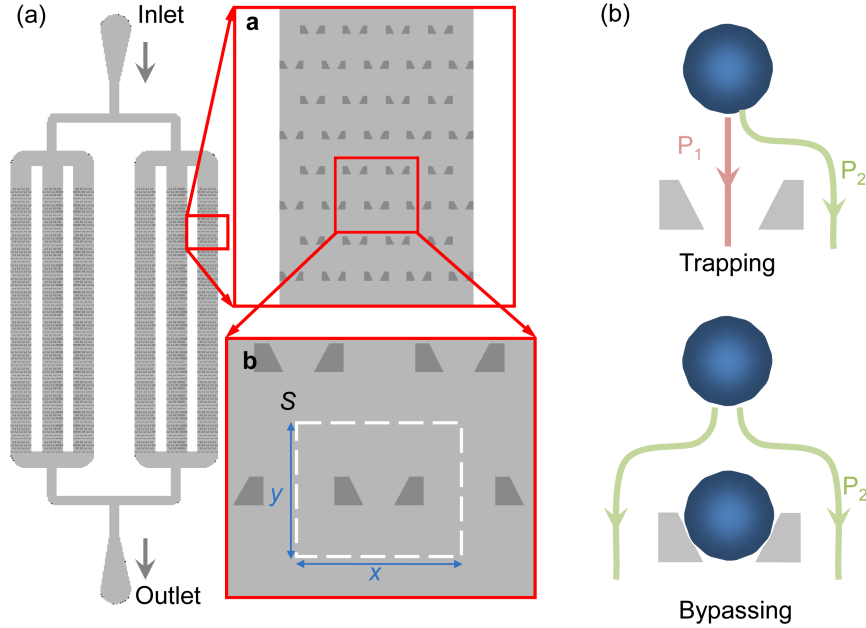 (a)
Inlet
a
b
S
y
x
Outlet
(b)
P1
P2
Trapping
P2
Bypassing